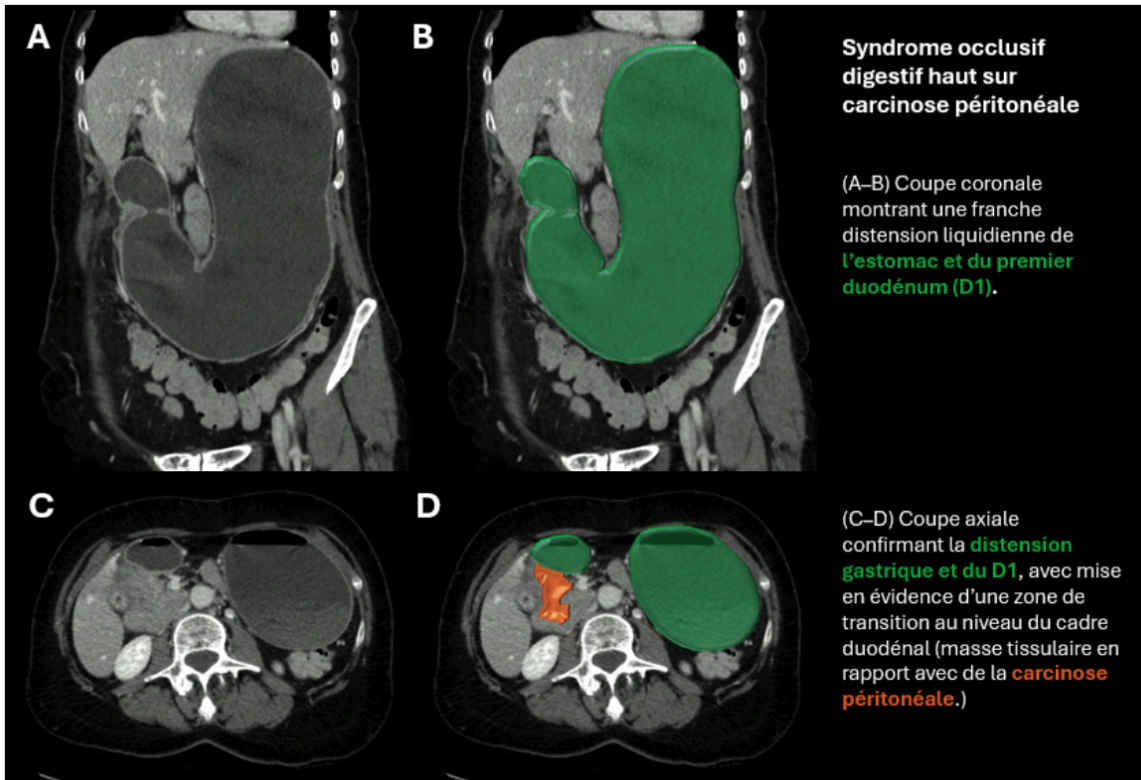 A
B
Syndrome occlusif
digestif haut sur
carcinose péritonéale
(A–B) Coupe coronale
montrant une franche
distension liquidienne de
l'estomac et du premier
duodénum (D1).
C
D
(C–D) Coupe axiale
confirmant la distension
gastrique et du D1, avec mise
en évidence d'une zone de
transition au niveau du cadre
duodénal (masse tissulaire en
rapport avec de la carcinose
péritonéale.)